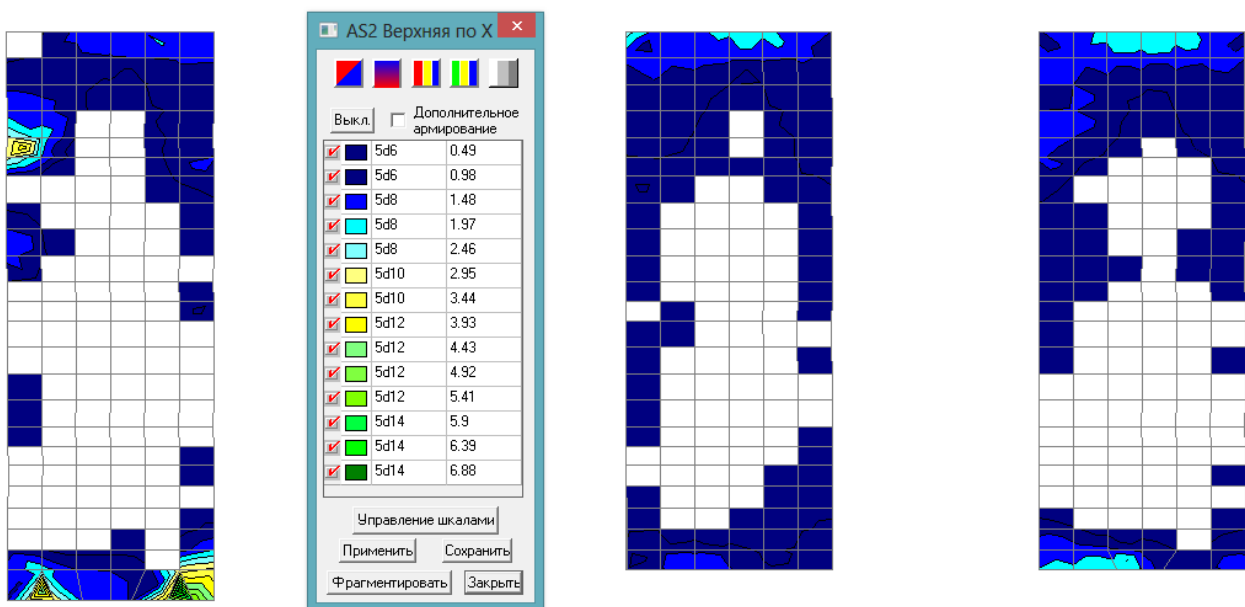 AS2 Верхняя по X
Выкл.
Дополнительное
армирование
5d6 0.49
5d6 0.98
5d8 1.48
5d8 1.97
5d8 2.46
5d10 2.95
5d10 3.44
5d12 3.93
5d12 4.43
5d12 4.92
5d12 5.41
5d14 5.9
5d14 6.39
5d14 6.88
Управление шкалами
Применить Сохранить
Фрагментировать Закрыть